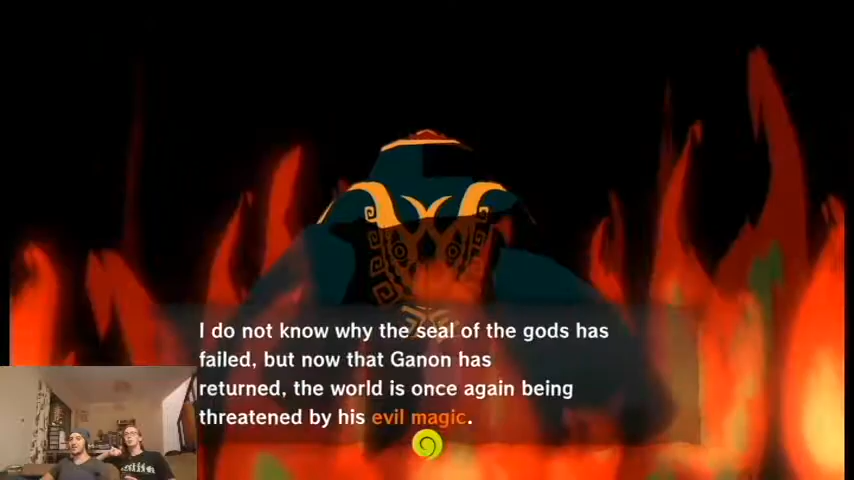 I do not know why the seal of the gods has
failed, but now that Ganon has
returned, the world is once again being
threatened by his evil magic.